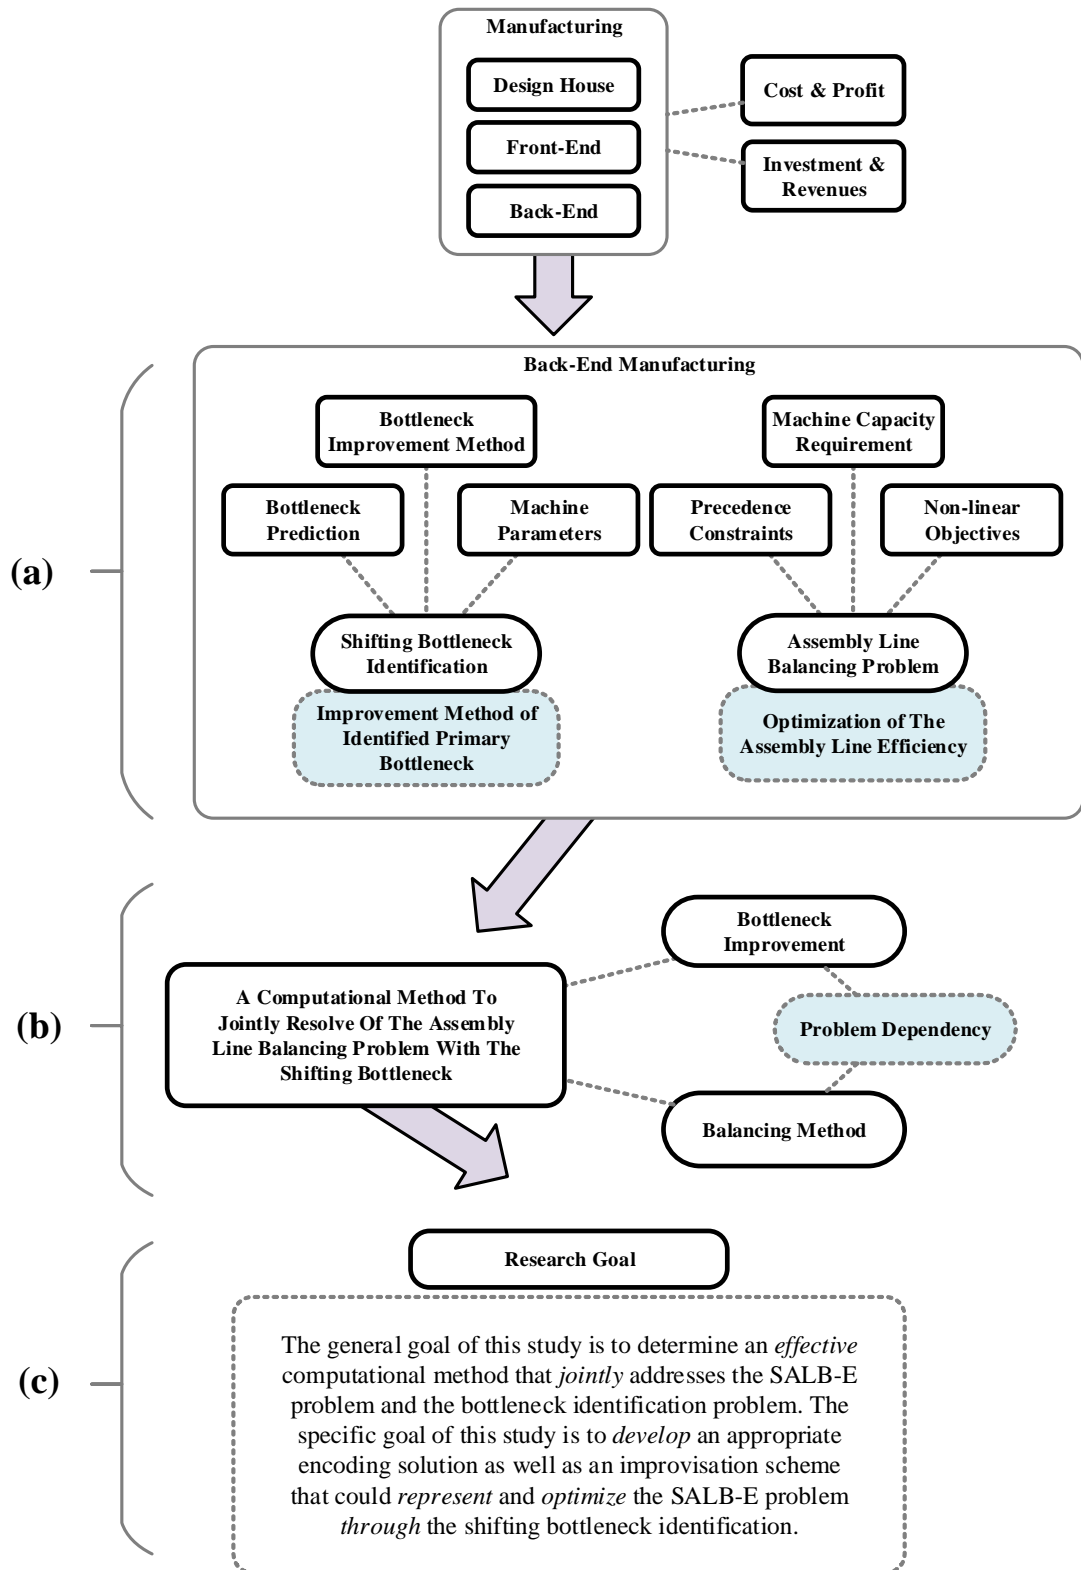 Manufacturing
Design House
Front-End
Back-End
Cost & Profit
Investment &
Revenues
Back-End Manufacturing
Bottleneck
Improvement Method
Machine Capacity
Requirement
Bottleneck
Prediction
Machine
Parameters
Precedence
Constraints
Non-linear
Objectives
(a)
Shifting Bottleneck
Identification
Assembly Line
Balancing Problem
Improvement Method of
Identified Primary
Bottleneck
Optimization of The
Assembly Line Efficiency
(b)
Bottleneck
Improvement
A Computational Method To
Jointly Resolve Of The Assembly
Line Balancing Problem With The
Shifting Bottleneck
Problem Dependency
Balancing Method
(c)
Research Goal
The general goal of this study is to determine an effective
computational method that jointly addresses the SALB-E
problem and the bottleneck identification problem. The
specific goal of this study is to develop an appropriate
encoding solution as well as an improvisation scheme
that could represent and optimize the SALB-E problem
through the shifting bottleneck identification.